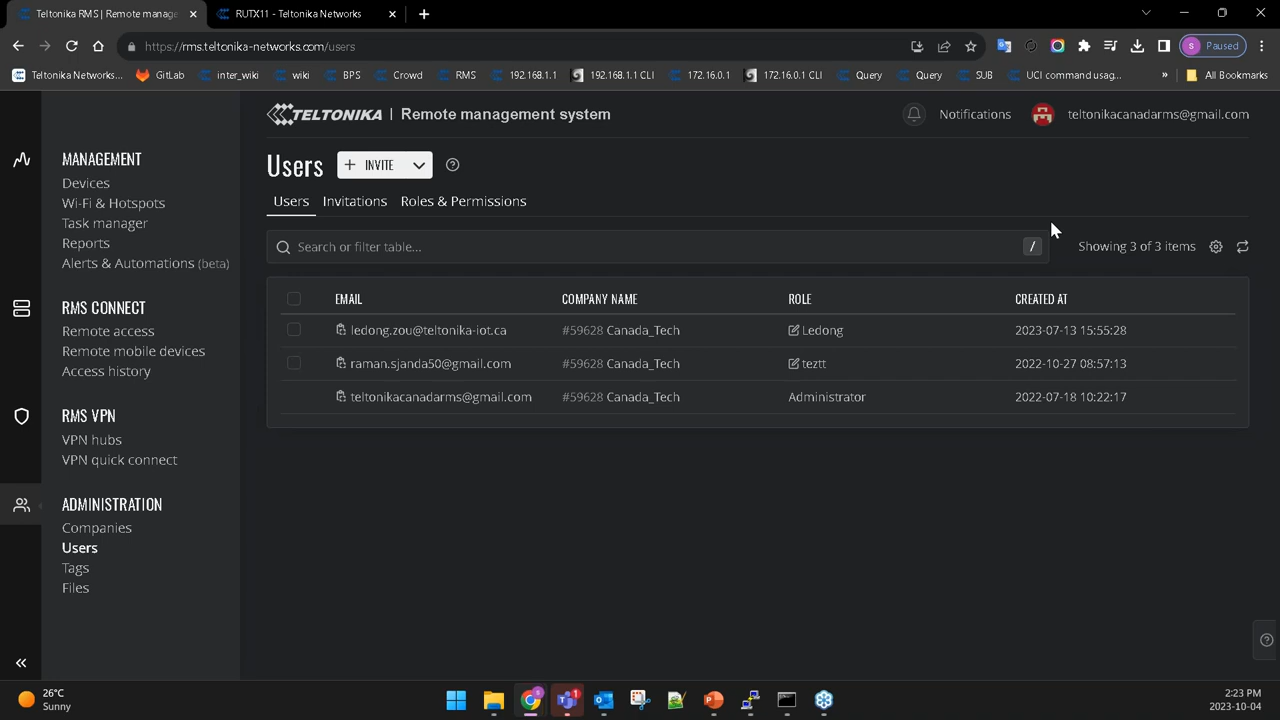 Teltonika RMS | Remote manage
RUTX11 - Teltonika Networks
https://rms.teltonika-networks.com/users
S Paused
Teltonika Networks...
GitLab
inter_wiki
wiki
BPS
Crowd
RMS
192.168.1.1
192.168.1.1 CLI
172.16.0.1
172.16.0.1 CLI
Query
Query
SUB
UCI command usag...
»
All Bookmarks
TELTONIKA | Remote management system
Notifications
teltonikacanadarms@gmail.com
MANAGEMENT
Devices
Wi-Fi & Hotspots
Task manager
Reports
Alerts & Automations (beta)
RMS CONNECT
Remote access
Remote mobile devices
Access history
RMS VPN
VPN hubs
VPN quick connect
ADMINISTRATION
Companies
Users
Tags
Files
Users
+ INVITE
Users
Invitations
Roles & Permissions
Search or filter table...
/
Showing 3 of 3 items
EMAIL COMPANY NAME ROLE CREATED AT
ledong.zou@teltonika-iot.ca #59628 Canada_Tech Ledong 2023-07-13 15:55:28
raman.sjanda50@gmail.com #59628 Canada_Tech teztt 2022-10-27 08:57:13
teltonikacanadarms@gmail.com #59628 Canada_Tech Administrator 2022-07-18 10:22:17
26°C
Sunny
1
2:23 PM
2023-10-04